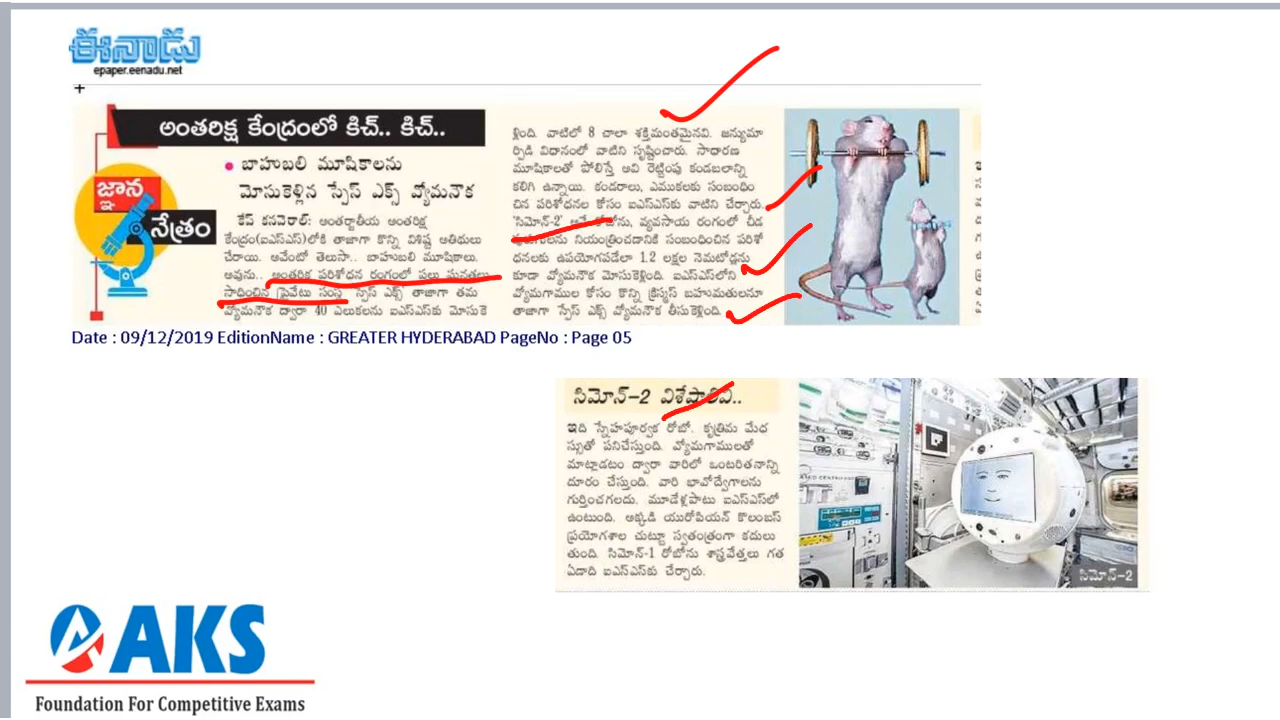 ఈనాడు
epaper.eenadu.net
అంతరిక్ష కేంద్రంలో కిచ్.. కిచ్..
జ్ఞాన
నేత్రం
• బాహుబలి మూషికాలను
మోసుకెళ్లిన స్పేస్ ఎక్స్ వ్యోమనౌక
కేప్ కనవెరాల్: అంతర్జాతీయ అంతరిక్ష
కేంద్రం(ఐఎస్ఎస్)లోకి తాజాగా కొన్ని విశిష్ట అతిథులు
చేరాయి. అవేంటో తెలుసా.. బాహుబలి మూషికాలు.
అవును.. అంతరిక్ష పరిశోధన రంగంలో పలు ఘనతలు
సాధించిన ప్రైవేటు సంస్థ స్పేస్ ఎక్స్ తాజాగా తమ
వ్యోమనౌక ద్వారా 40 ఎలుకలను ఐఎస్ఎస్‌కు మోసుకె
ళ్లింది. వాటిలో 8 చాలా శక్తిమంతమైనవి. జన్యుమా
ర్పిడి విధానంలో వాటిని సృష్టించారు. సాధారణ
మూషికాలతో పోలిస్తే అవి రెట్టింపు కండబలాన్ని
కలిగి ఉన్నాయి. కండరాలు, ఎముకలకు సంబంధిం
చిన పరిశోధనల కోసం ఐఎస్ఎస్‌కు వాటిని చేర్చారు.
'సిమోన్-2' అనే రోబోను, వ్యవసాయ రంగంలో చీడ
పురుగులను నియంత్రించడానికి సంబంధించిన పరిశో
ధనలకు ఉపయోగపడేలా 1.2 లక్షల నెమటోడ్లను
కూడా వ్యోమనౌక మోసుకెళ్లింది. ఐఎస్ఎస్‌లోని
వ్యోమగాముల కోసం కొన్ని క్రిస్మస్ బహుమతులనూ
తాజాగా స్పేస్ ఎక్స్ వ్యోమనౌక తీసుకెళ్లింది.
Date : 09/12/2019 EditionName : GREATER HYDERABAD PageNo : Page 05
సిమోన్-2 విశేషాలివీ..
ఇది స్నేహపూర్వక రోబో. కృత్రిమ మేధ
స్సుతో పనిచేస్తుంది. వ్యోమగాములతో
మాట్లాడటం ద్వారా వారిలో ఒంటరితనాన్ని
దూరం చేస్తుంది. వారి భావోద్వేగాలను
గుర్తించగలదు. మూడేళ్లపాటు ఐఎస్ఎస్‌లో
ఉంటుంది. అక్కడి యురోపియన్ కొలంబస్
ప్రయోగశాల చుట్టూ స్వతంత్రంగా కదులు
తుంది. సిమోన్-1 రోబోను శాస్త్రవేత్తలు గత
ఏడాది ఐఎస్ఎస్‌కు చేర్చారు.
సిమోన్-2
AKS
Foundation For Competitive Exams